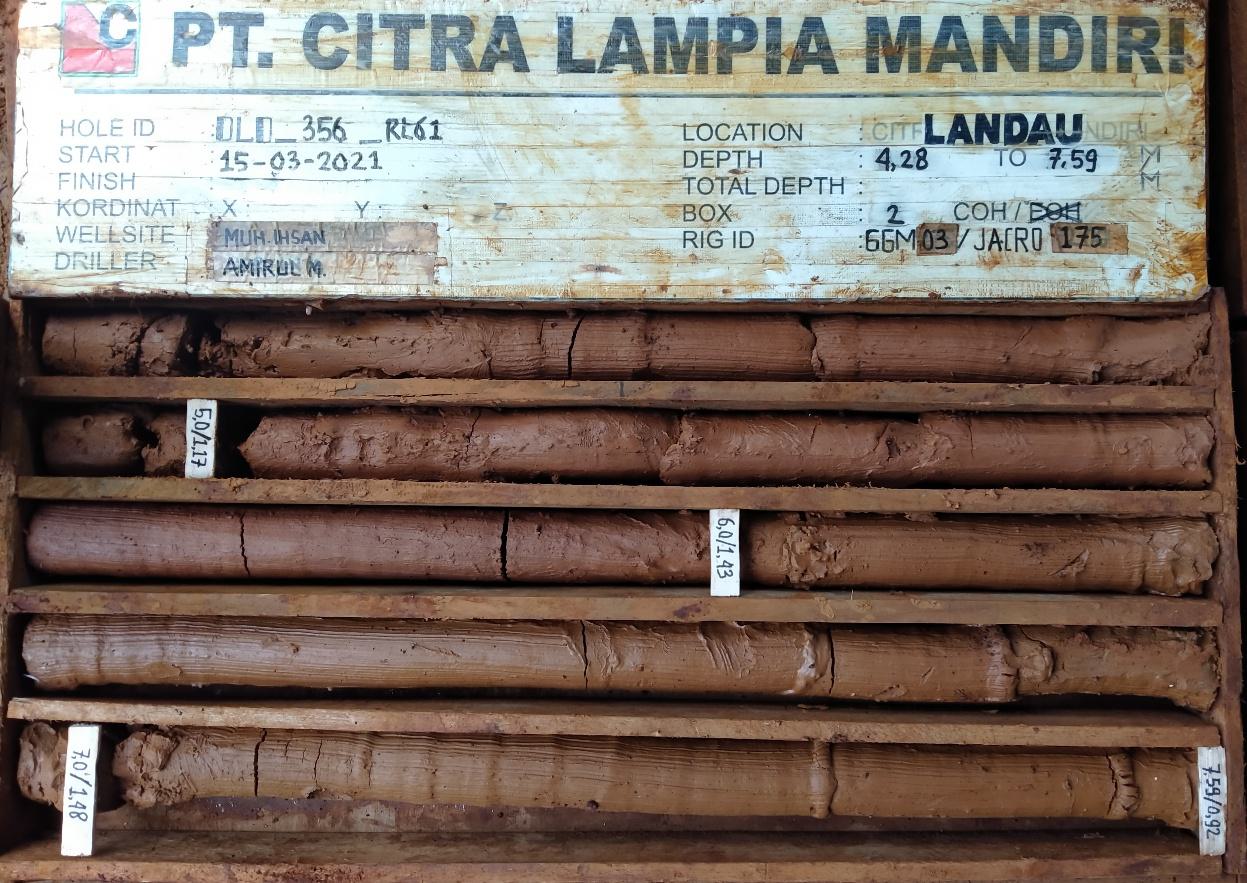 C PT. CITRA LAMPIA MANDIRI
HOLE ID : DLD_356_RL61
START : 15-03-2021
FINISH
KORDINAT : X : Y : Z
WELLSITE MUH. IHSAN
DRILLER AMIRUL M.
LOCATION : LANDAU
DEPTH : 4,28 TO 7.59 M
TOTAL DEPTH : M
BOX : 2 COH / EOH
RIG ID : GGM 03 / JACRO 175
5,0/1,17
6,0/1,43
7,0/1,48
7.59/0,92